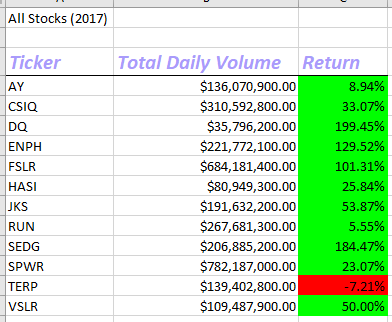 All Stocks (2017)
Ticker Total Daily Volume Return
AY $136,070,900.00 8.94%
CSIQ $310,592,800.00 33.07%
DQ $35,796,200.00 199.45%
ENPH $221,772,100.00 129.52%
FSLR $684,181,400.00 101.31%
HASI $80,949,300.00 25.84%
JKS $191,632,200.00 53.87%
RUN $267,681,300.00 5.55%
SEDG $206,885,200.00 184.47%
SPWR $782,187,000.00 23.07%
TERP $139,402,800.00 -7.21%
VSLR $109,487,900.00 50.00%